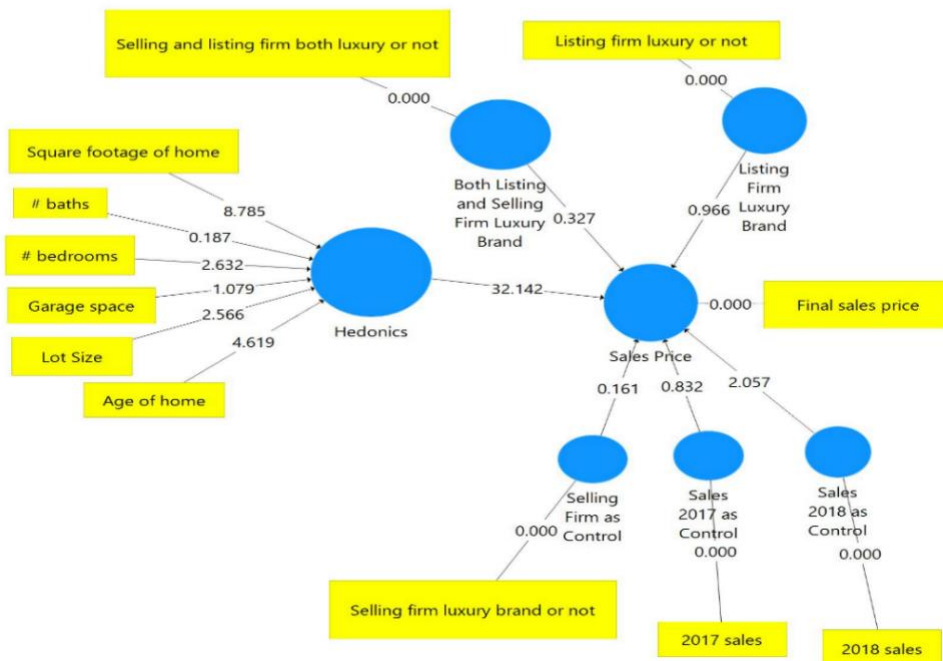 Selling and listing firm both luxury or not
Listing firm luxury or not
0.000
0.000
Square footage of home
# baths
# bedrooms
Garage space
Lot Size
Age of home
8.785
0.187
2.632
1.079
2.566
4.619
Hedonics
Both Listing
and Selling
Firm Luxury
Brand
0.327
Listing
Firm
Luxury
Brand
0.966
32.142
0.000
Final sales price
Sales Price
0.161
0.832
2.057
Selling
Firm as
Control
Sales
2017 as
Control
Sales
2018 as
Control
0.000
0.000
0.000
Selling firm luxury brand or not
2017 sales
2018 sales